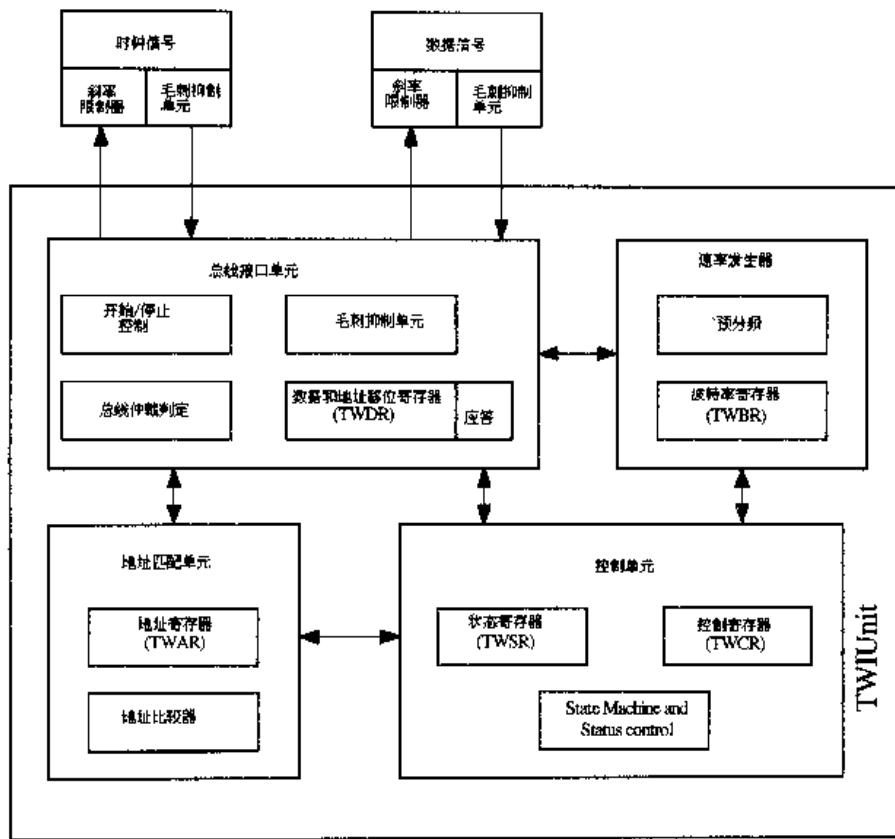 时钟信号
斜率
限制器
毛刺抑制
单元
数据信号
斜率
限制器
毛刺抑制
单元
总线接口单元
开始/停止
控制
毛刺抑制单元
总线仲裁判定
数据和地址移位寄存器
(TWDR)
应答
速率发生器
预分频
波特率寄存器
(TWBR)
地址匹配单元
地址寄存器
(TWAR)
地址比较器
控制单元
状态寄存器
(TWSR)
控制寄存器
(TWCR)
State Machine and
Status control
TWIUnit